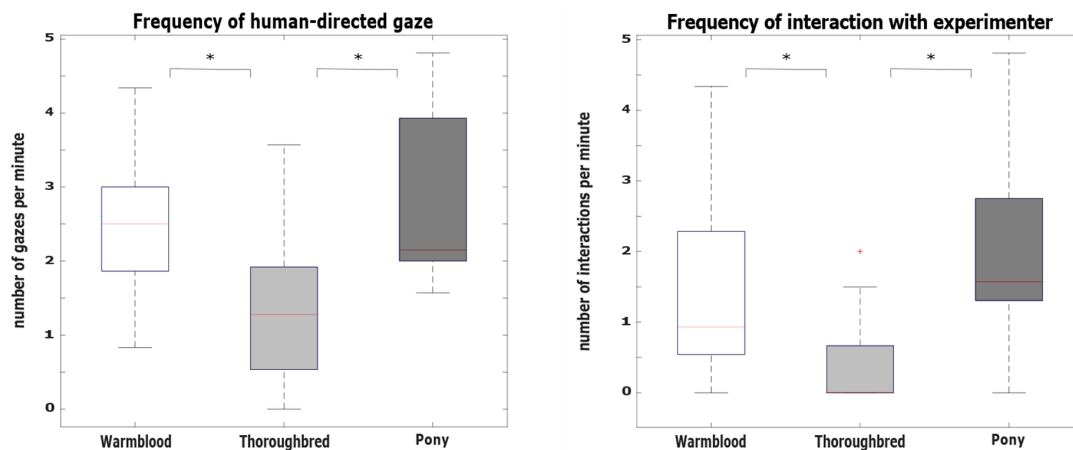 Frequency of human-directed gaze
number of gazes per minute
5
4
3
2
1
0
*
*
Warmblood
Thoroughbred
Pony
Frequency of interaction with experimenter
number of interactions per minute
5
4
3
2
1
0
*
*
Warmblood
Thoroughbred
Pony